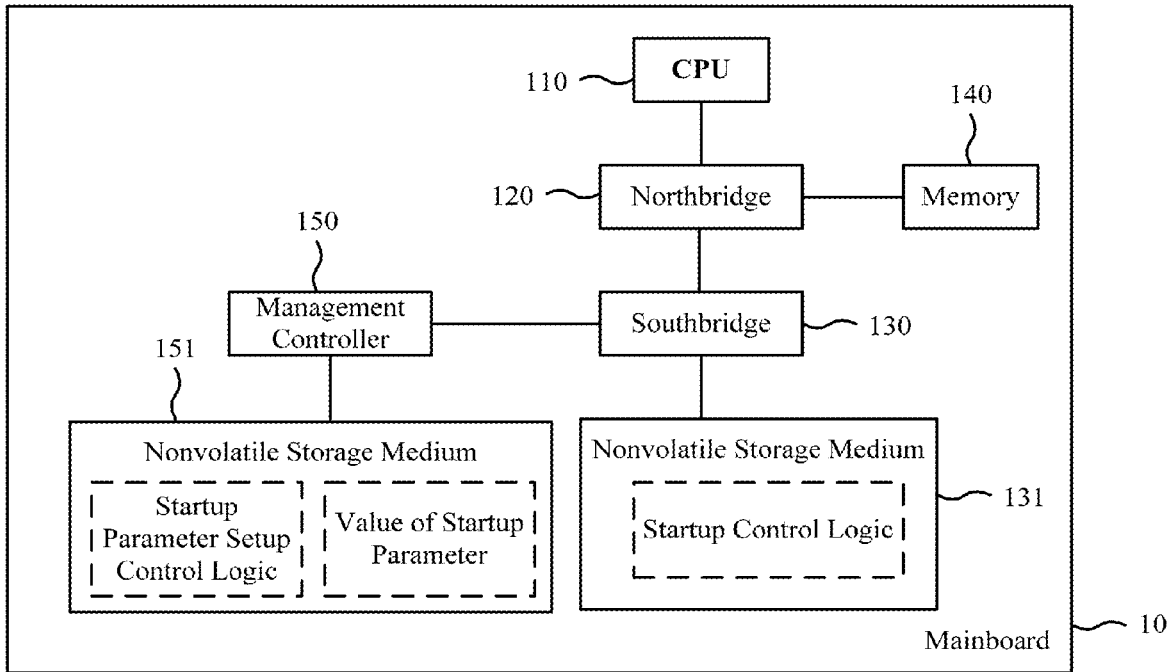 CPU
110
140
120
Northbridge
Memory
150
Management
Controller
Southbridge
130
151
Nonvolatile Storage Medium
Startup
Parameter Setup
Control Logic
Value of Startup
Parameter
Nonvolatile Storage Medium
Startup Control Logic
131
Mainboard
10